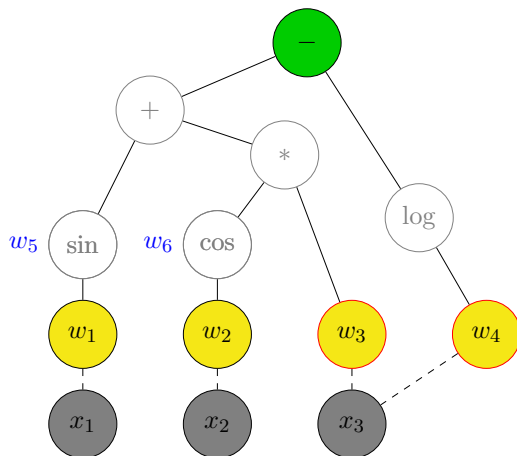 −
+
*
log
w₅ sin w₆ cos
w₁ w₂ w₃ w₄
x₁ x₂ x₃